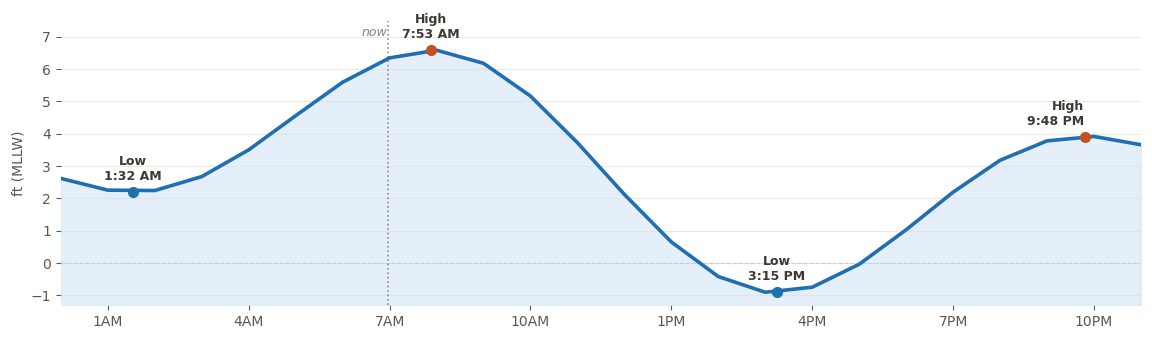 High
now 7:53 AM
7
6
5
High
9:48 PM
4
Low
1:32 AM
3
2
1
Low
3:15 PM
0
−1
ft (MLLW)
1AM 4AM 7AM 10AM 1PM 4PM 7PM 10PM